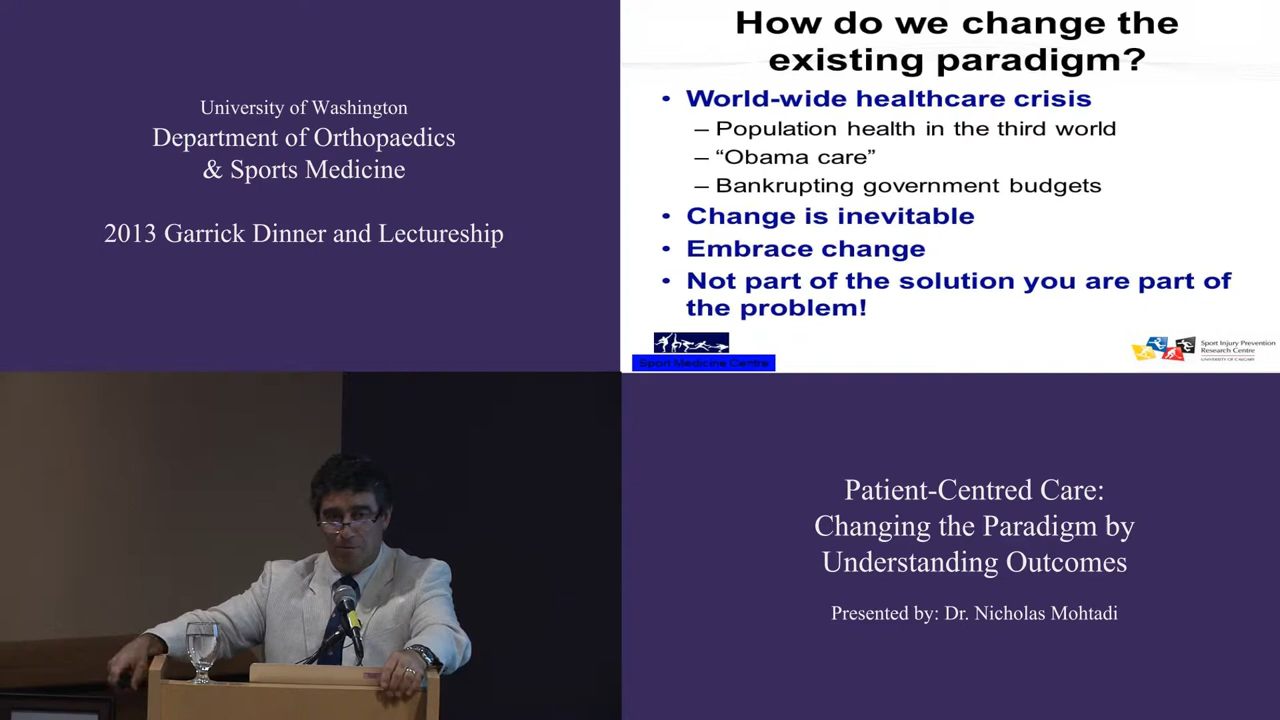 University of Washington
Department of Orthopaedics
& Sports Medicine
2013 Garrick Dinner and Lectureship
How do we change the
existing paradigm?
• World-wide healthcare crisis
– Population health in the third world
– “Obama care”
– Bankrupting government budgets
• Change is inevitable
• Embrace change
• Not part of the solution you are part of
the problem!
Sport Medicine Centre
Sport Injury Prevention
Research Centre
UNIVERSITY OF CALGARY
Patient-Centred Care:
Changing the Paradigm by
Understanding Outcomes
Presented by: Dr. Nicholas Mohtadi